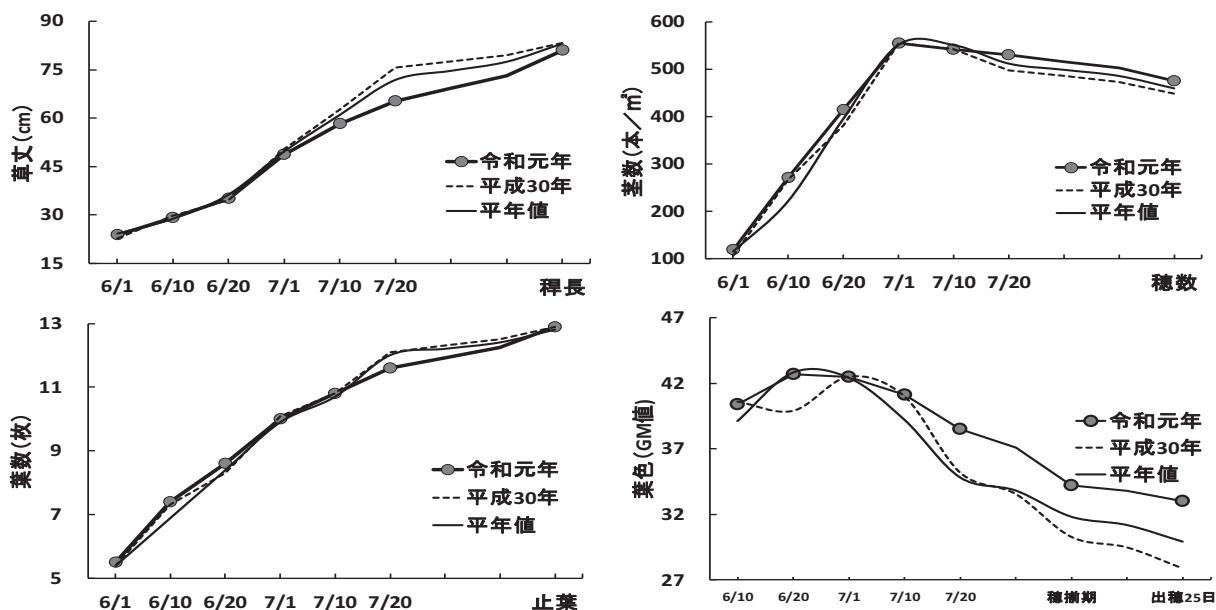 90
75
60
45
30
15
草丈(㎝)
令和元年
平成30年
平年値
6/1 6/10 6/20 7/1 7/10 7/20 稈長
600
500
400
300
200
100
茎数(本/㎡)
令和元年
平成30年
平年値
6/1 6/10 6/20 7/1 7/10 7/20 穂数
13
11
9
7
5
葉数(枚)
令和元年
平成30年
平年値
6/1 6/10 6/20 7/1 7/10 7/20 止葉
47
42
37
32
27
葉色(GM値)
令和元年
平成30年
平年値
6/10 6/20 7/1 7/10 7/20 穂揃期 出穂25日